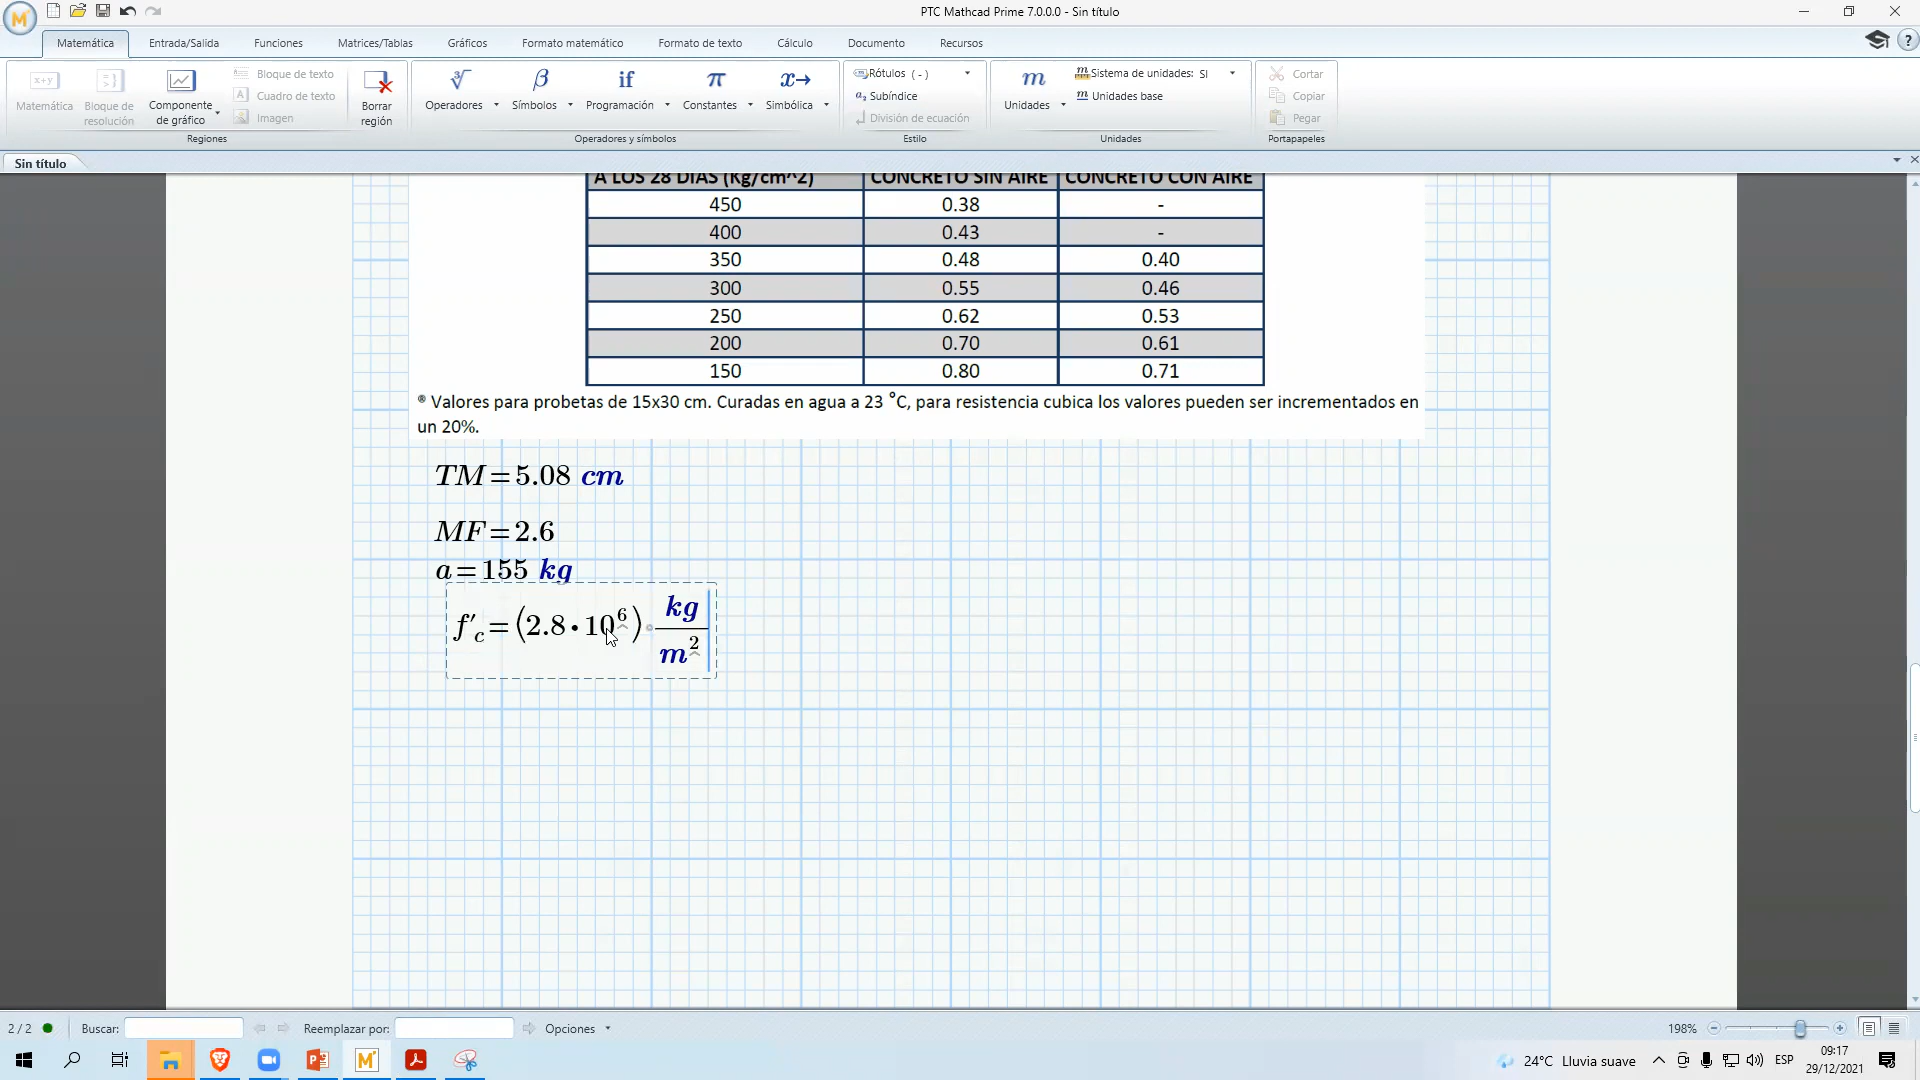 PTC Mathcad Prime 7.0.0.0 - Sin título
Matemática Entrada/Salida Funciones Matrices/Tablas Gráficos Formato matemático Formato de texto Cálculo Documento Recursos
Matemática
Bloque de resolución
Componente de gráfico
Bloque de texto
Cuadro de texto
Imagen
Borrar región
Regiones
Operadores Símbolos Programación Constantes Simbólica
Operadores y símbolos
Rótulos ( - )
Subíndice
División de ecuación
Estilo
Unidades
Sistema de unidades: SI
Unidades base
Unidades
Cortar
Copiar
Pegar
Portapapeles
Sin título
A LOS 28 DIAS (Kg/cm^2) CONCRETO SIN AIRE CONCRETO CON AIRE
450 0.38 -
400 0.43 -
350 0.48 0.40
300 0.55 0.46
250 0.62 0.53
200 0.70 0.61
150 0.80 0.71
® Valores para probetas de 15x30 cm. Curadas en agua a 23 °C, para resistencia cubica los valores pueden ser incrementados en
un 20%.
TM=5.08 cm
MF=2.6
a=155 kg
f'c=(2.8•10^6) kg/m^2
2 / 2 Buscar: Reemplazar por: Opciones 198%
24°C Lluvia suave ESP 09:17
29/12/2021